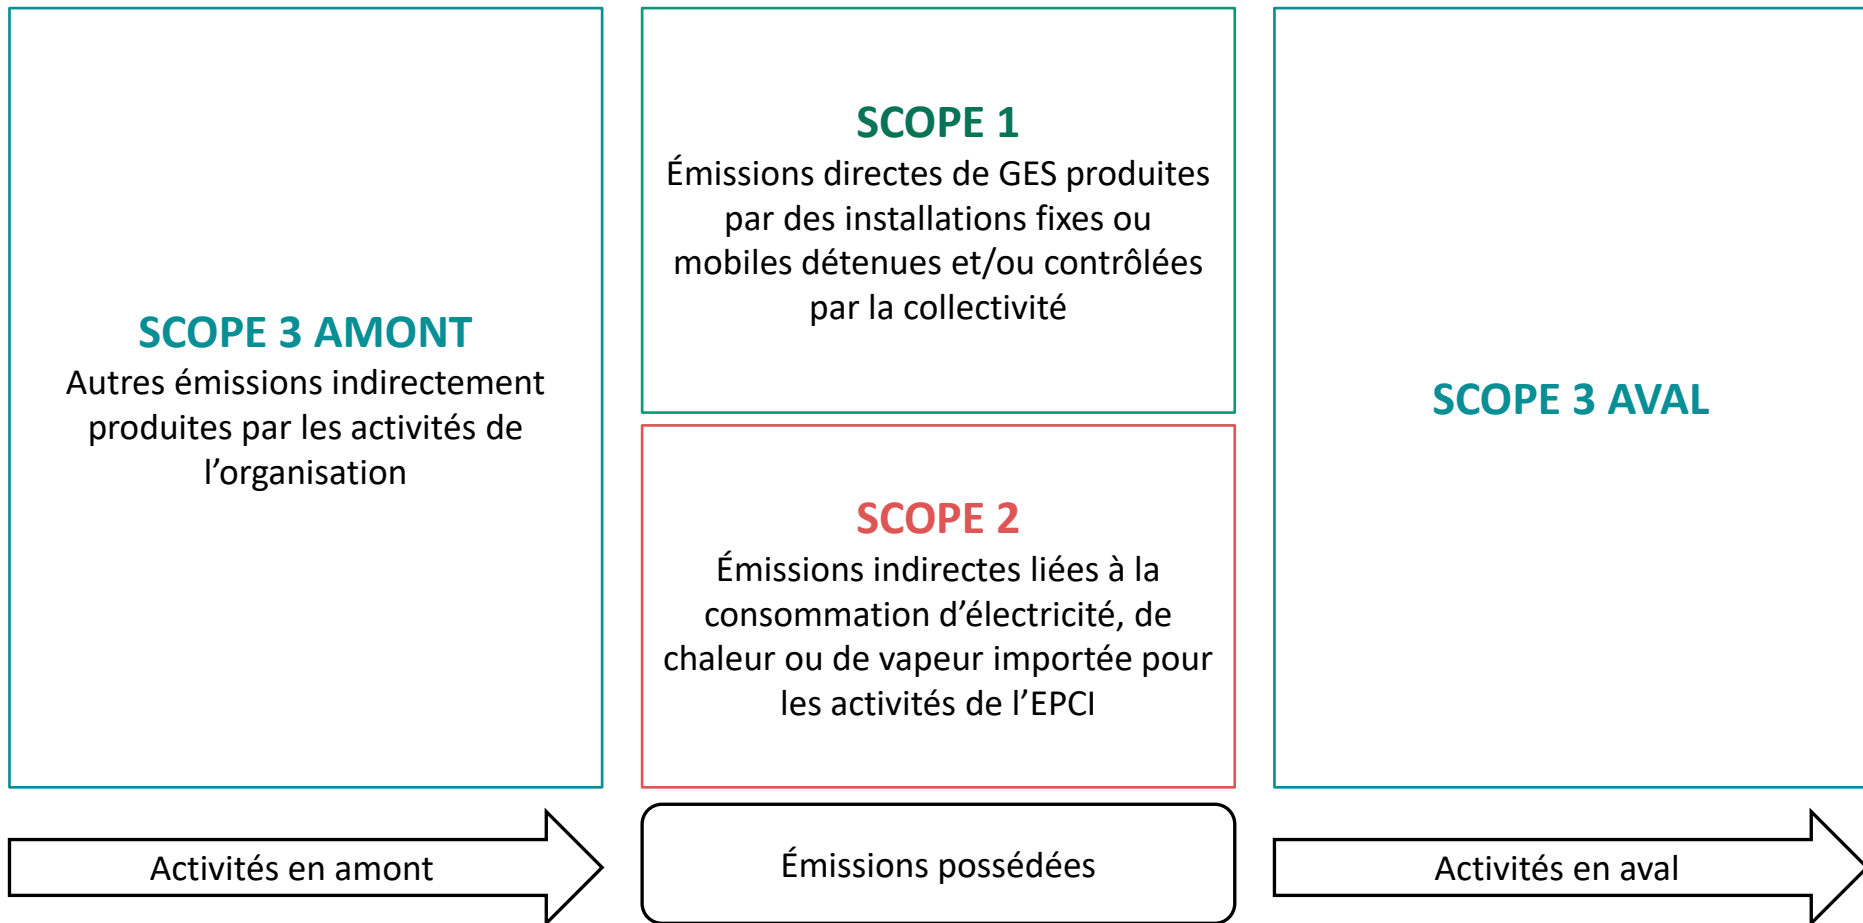 SCOPE 3 AMONT
Autres émissions indirectement
produites par les activités de
l’organisation
SCOPE 1
Émissions directes de GES produites
par des installations fixes ou
mobiles détenues et/ou contrôlées
par la collectivité
SCOPE 2
Émissions indirectes liées à la
consommation d’électricité, de
chaleur ou de vapeur importée pour
les activités de l’EPCI
SCOPE 3 AVAL
Activités en amont
Émissions possédées
Activités en aval